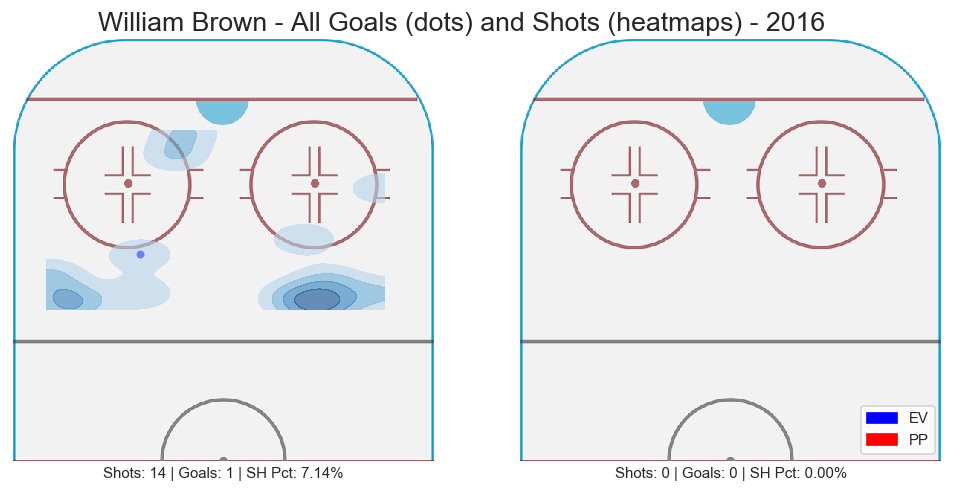 William Brown - All Goals (dots) and Shots (heatmaps) - 2016
EV
PP
Shots: 14 | Goals: 1 | SH Pct: 7.14%
Shots: 0 | Goals: 0 | SH Pct: 0.00%